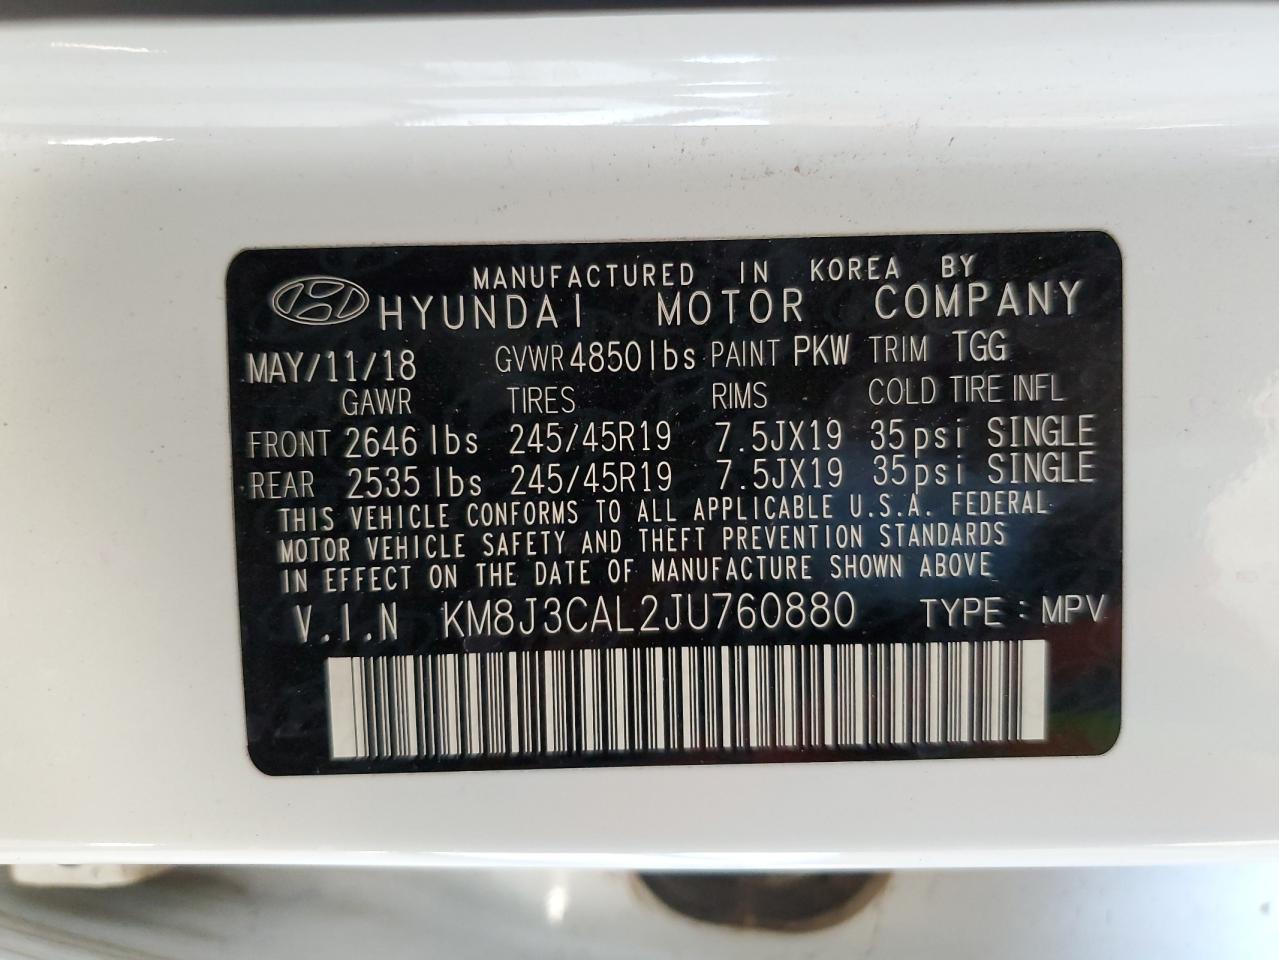 MANUFACTURED IN KOREA BY
HYUNDAI MOTOR COMPANY
MAY/11/18 GVWR 4850lbs PAINT PKW TRIM TGG
GAWR TIRES RIMS COLD TIRE INFL
FRONT 2646 lbs 245/45R19 7.5JX19 35psi SINGLE
REAR 2535 lbs 245/45R19 7.5JX19 35psi SINGLE
THIS VEHICLE CONFORMS TO ALL APPLICABLE U.S.A. FEDERAL
MOTOR VEHICLE SAFETY AND THEFT PREVENTION STANDARDS
IN EFFECT ON THE DATE OF MANUFACTURE SHOWN ABOVE
V.I.N KM8J3CAL2JU760880 TYPE : MPV